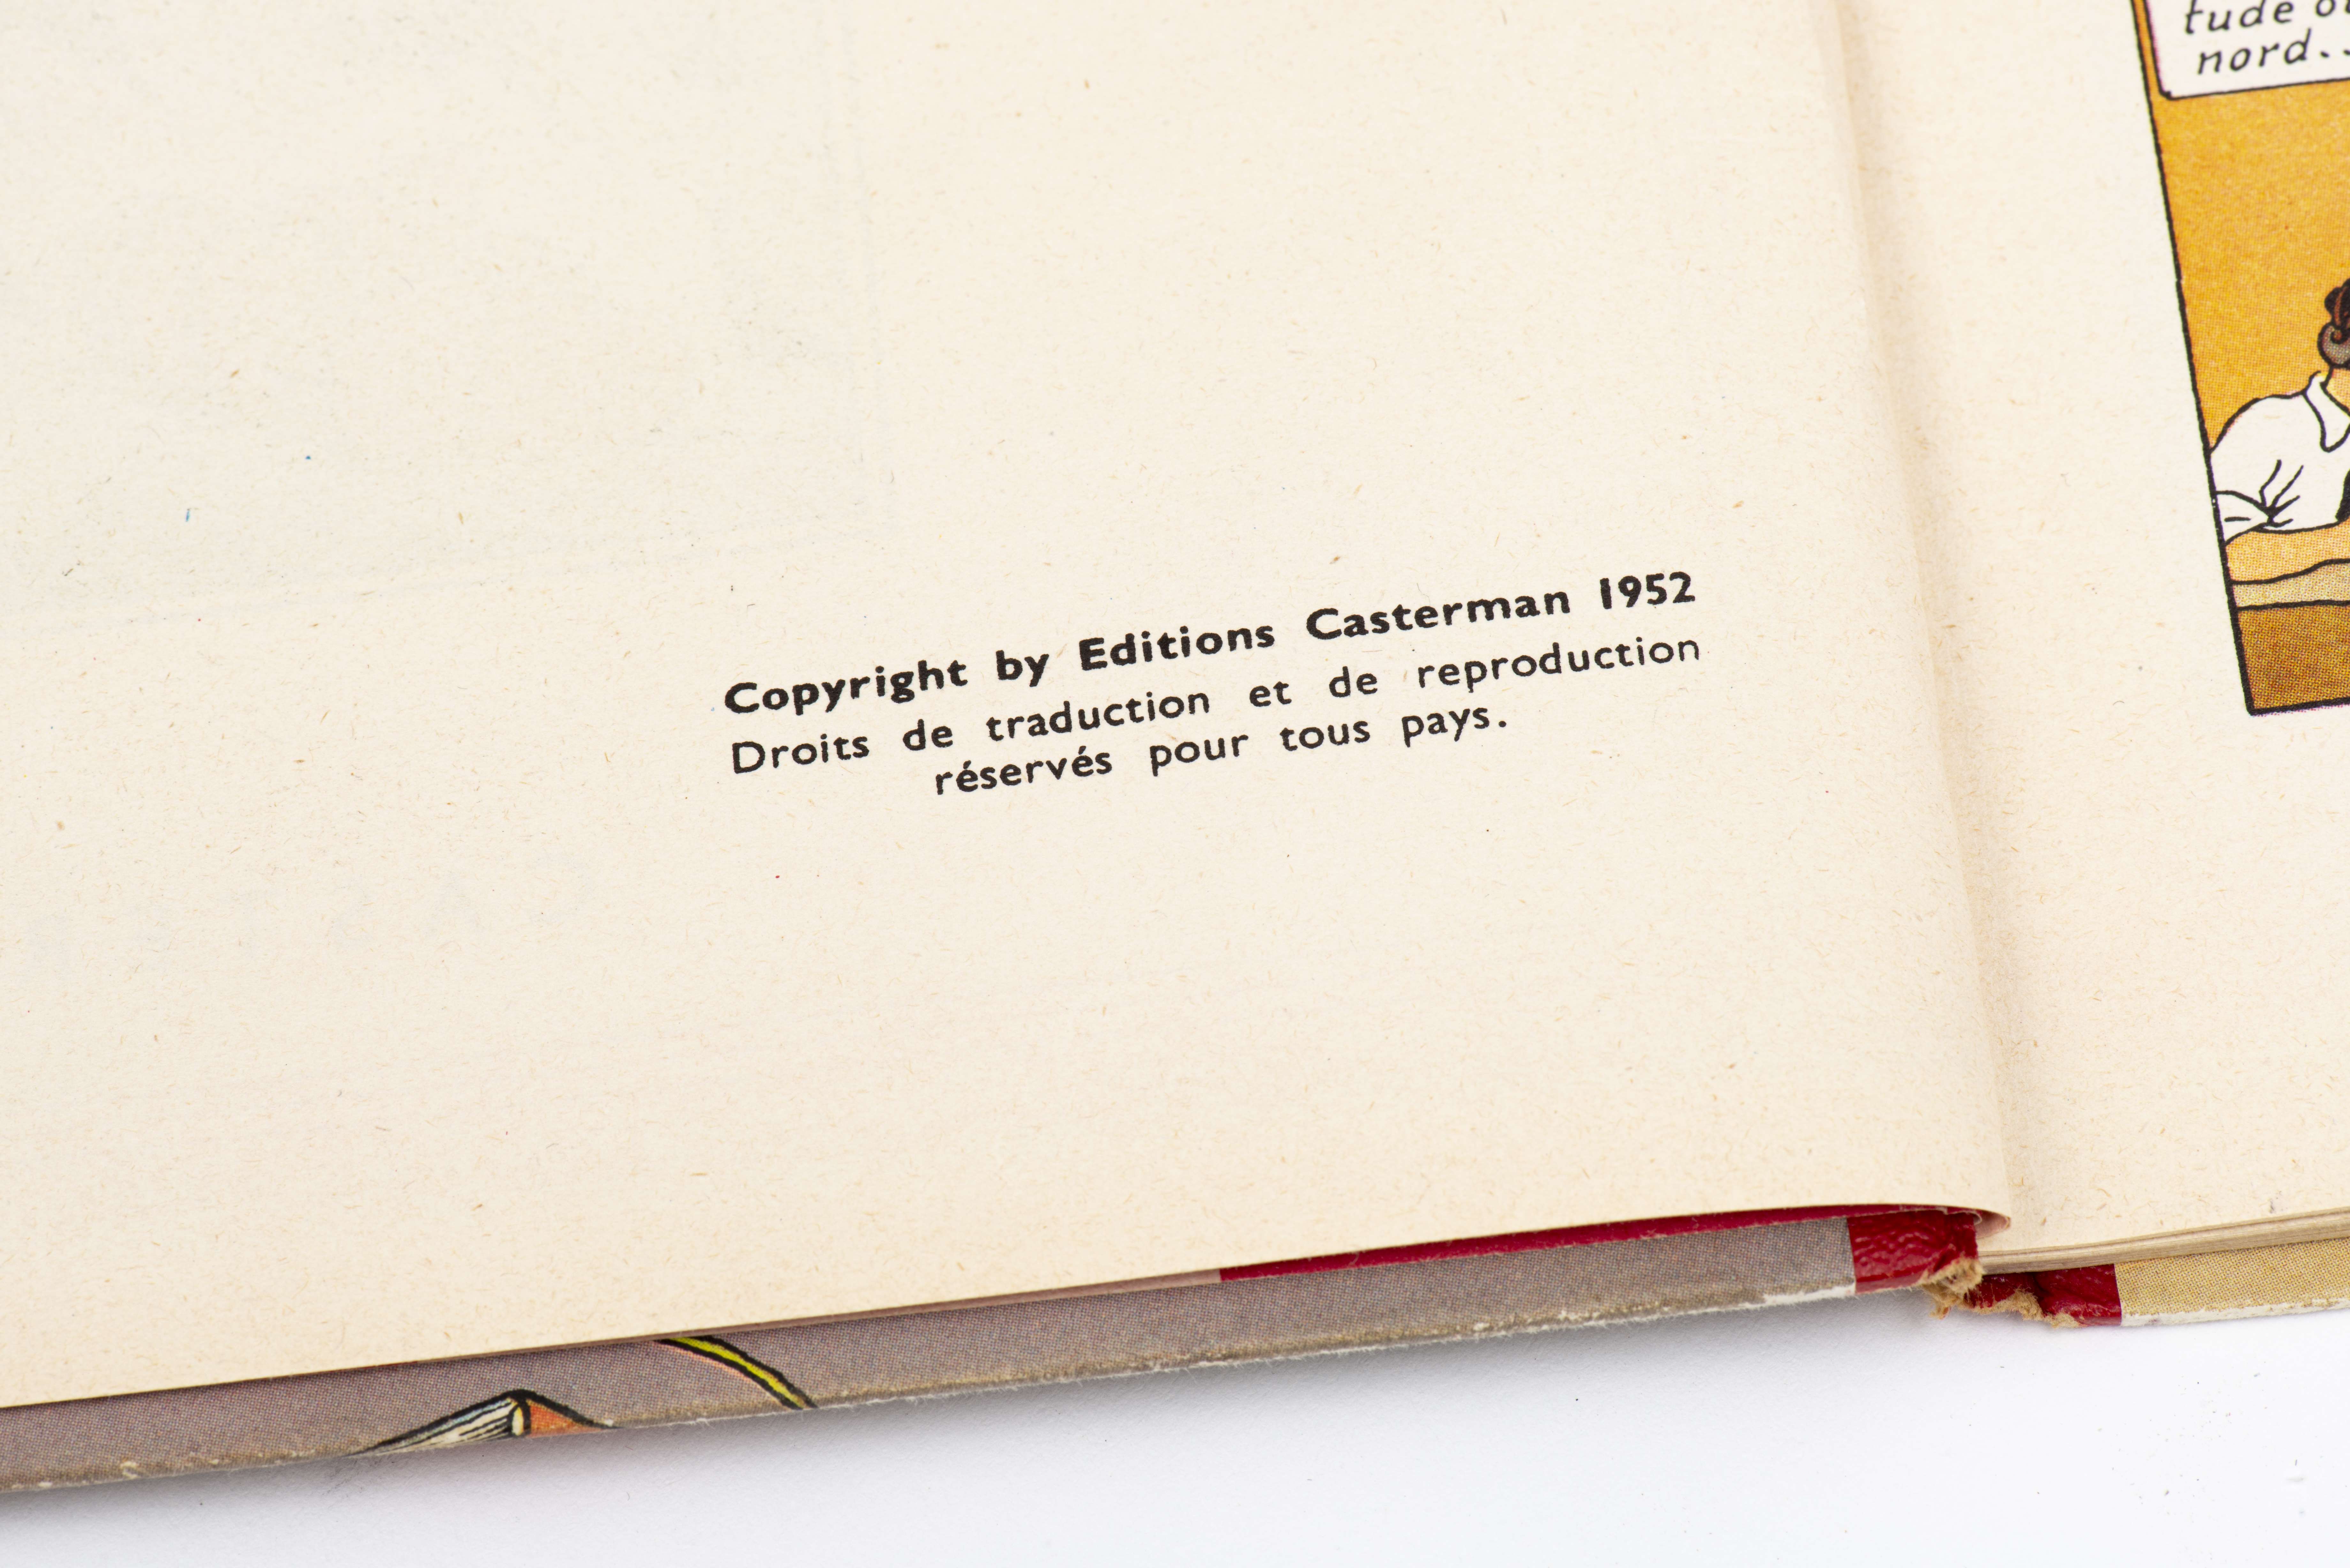 Copyright by Editions Casterman 1952
Droits de traduction et de reproduction
réservés pour tous pays.
tude
nord..